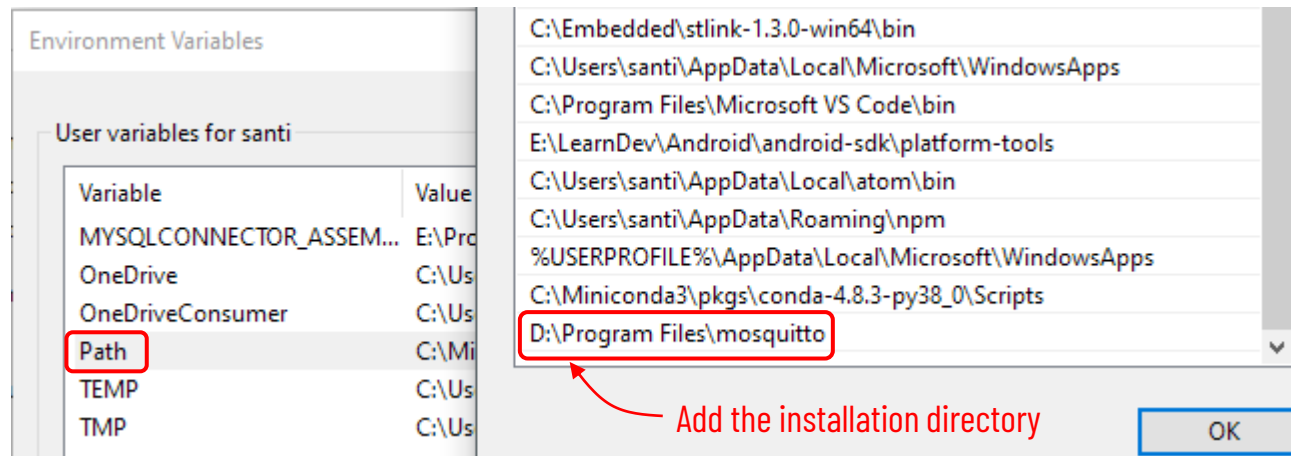 Environment Variables
User variables for santi
Variable Value
MYSQLCONNECTOR_ASSEM... E:\Prc
OneDrive C:\Us
OneDriveConsumer C:\Us
Path C:\Mi
TEMP C:\Us
TMP C:\Us
C:\Embedded\stlink-1.3.0-win64\bin
C:\Users\santi\AppData\Local\Microsoft\WindowsApps
C:\Program Files\Microsoft VS Code\bin
E:\LearnDev\Android\android-sdk\platform-tools
C:\Users\santi\AppData\Local\atom\bin
C:\Users\santi\AppData\Roaming\npm
%USERPROFILE%\AppData\Local\Microsoft\WindowsApps
C:\Miniconda3\pkgs\conda-4.8.3-py38_0\Scripts
D:\Program Files\mosquitto
Add the installation directory
OK